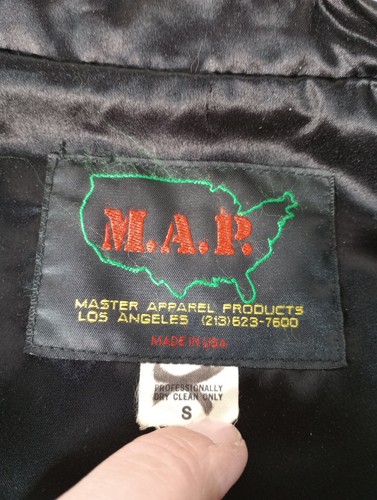 M.A.P.
MASTER APPAREL PRODUCTS
LOS ANGELES (213)623-7600
MADE IN USA
PROFESSIONALLY
DRY CLEAN ONLY
S